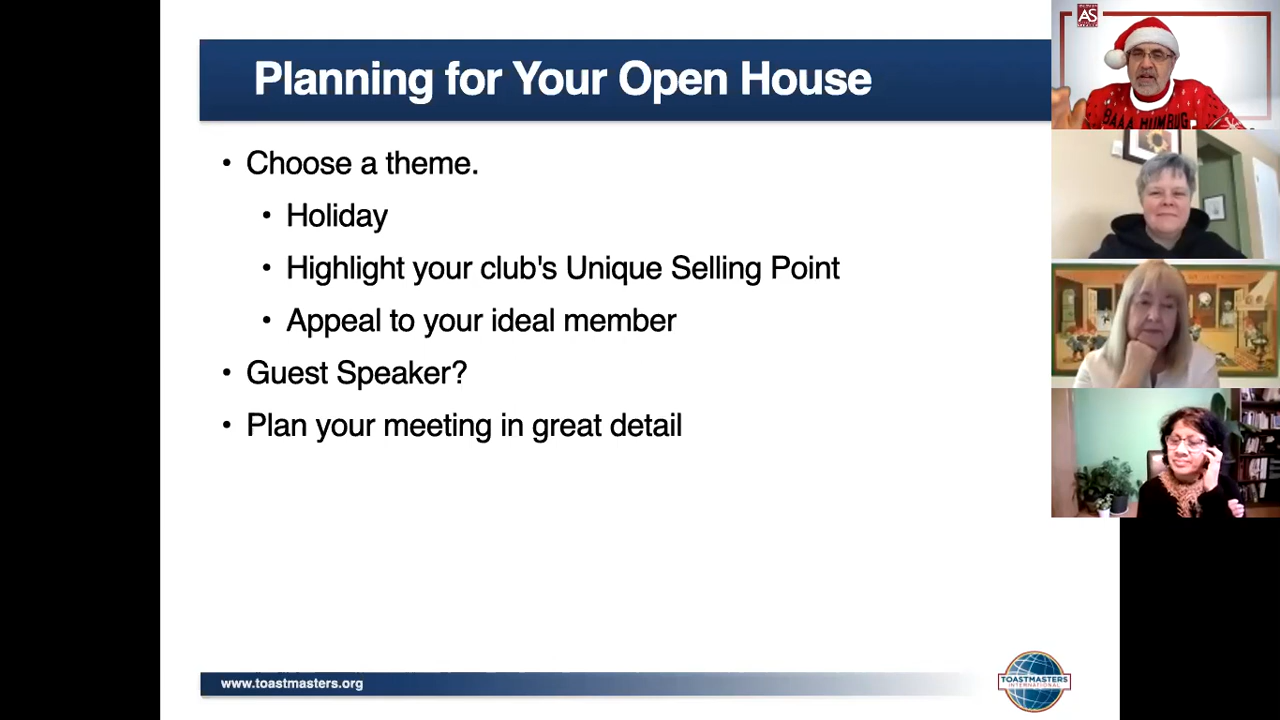 Planning for Your Open House
• Choose a theme.
• Holiday
• Highlight your club's Unique Selling Point
• Appeal to your ideal member
• Guest Speaker?
• Plan your meeting in great detail
www.toastmasters.org
TOASTMASTERS
INTERNATIONAL
AS
BAAA HUMBUG